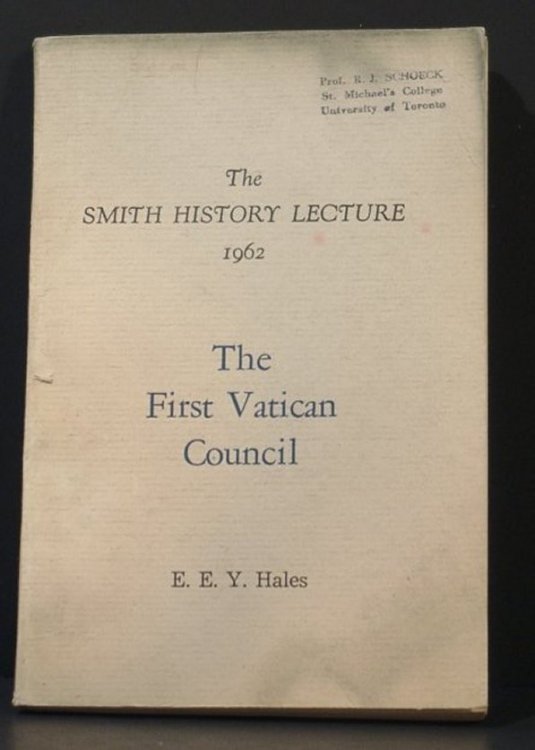 Prof. R. J. SCHOECK
St. Michael's College
University of Toronto
The
SMITH HISTORY LECTURE
1962
The
First Vatican
Council
E. E. Y. Hales